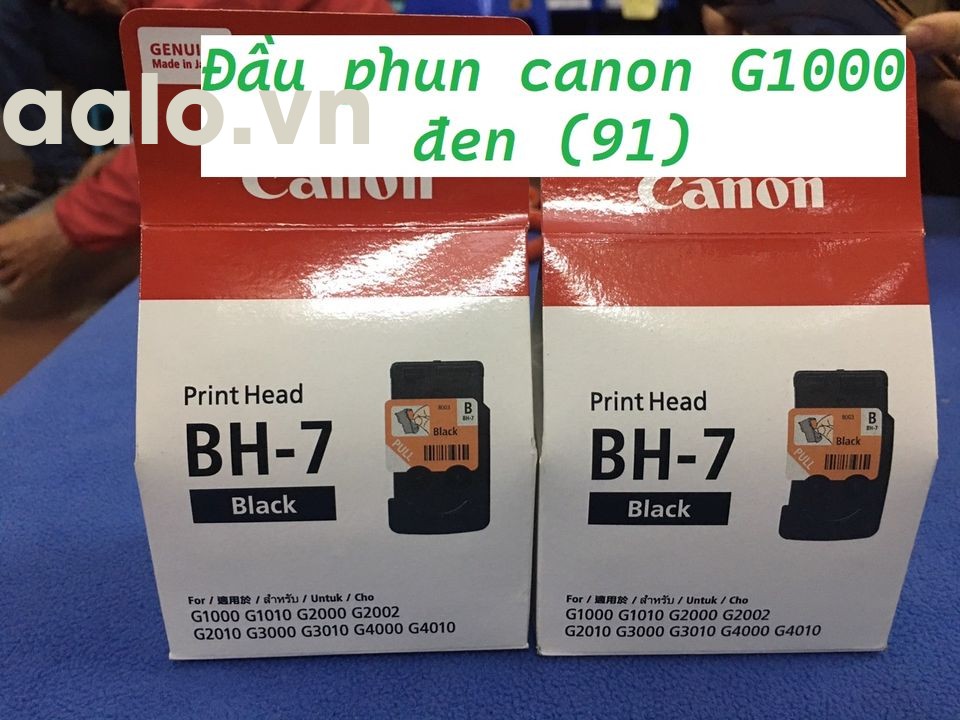 GENUI
Made in Ja
Đầu phun canon G1000
đen (91)
aalo.vn
Canon
Print Head
BH-7
Black
B
BH-7
Black
PULL
For / 適用於 / สำหรับ / Untuk / Cho
G1000 G1010 G2000 G2002
G2010 G3000 G3010 G4000 G4010
Canon
Print Head
BH-7
Black
B
BH-7
Black
PULL
For / 適用於 / สำหรับ / Untuk / Cho
G1000 G1010 G2000 G2002
G2010 G3000 G3010 G4000 G4010